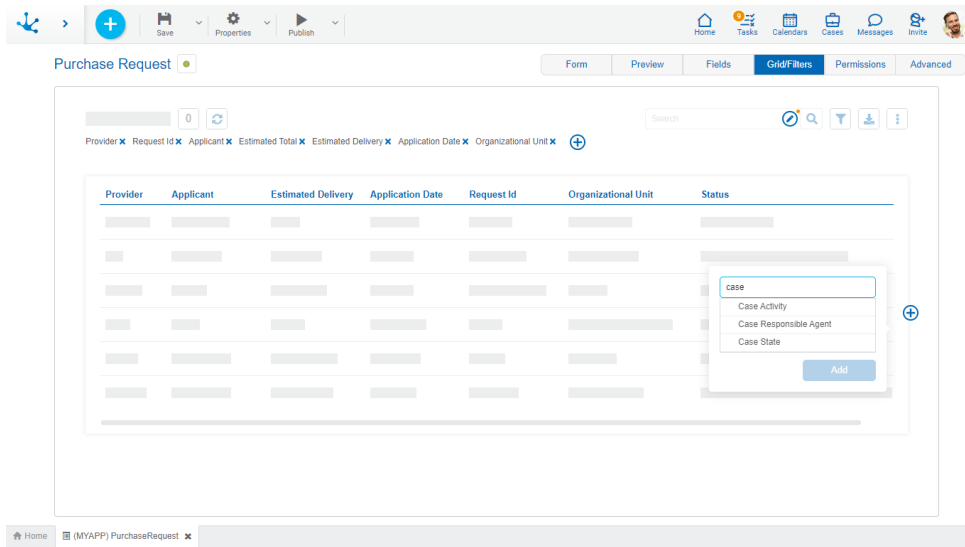 Save
Properties
Publish
Home
9
Tasks
Calendars
Cases
Messages
Invite
Purchase Request
Form
Preview
Fields
Grid/Filters
Permissions
Advanced
0
Search
Provider Request Id Applicant Estimated Total Estimated Delivery Application Date Organizational Unit
Provider Applicant Estimated Delivery Application Date Request Id Organizational Unit Status
case
Case Activity
Case Responsible Agent
Case State
Add
Home
(MYAPP) PurchaseRequest